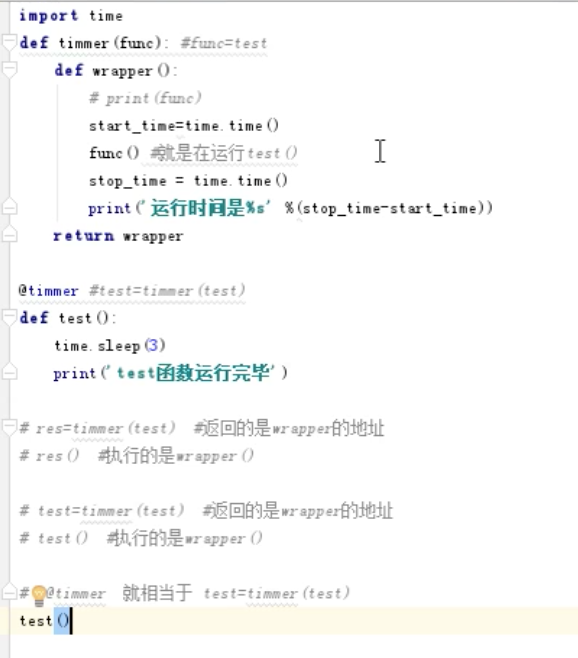 import time
def timmer(func): #func=test
    def wrapper():
        # print(func)
        start_time=time.time()
        func() #就是在运行test()
        stop_time = time.time()
        print('运行时间是%s' %(stop_time-start_time))
    return wrapper

@timmer #test=timmer(test)
def test():
    time.sleep(3)
    print('test函数运行完毕')

# res=timmer(test)  #返回的是wrapper的地址
# res()  #执行的是wrapper()

# test=timmer(test)  #返回的是wrapper的地址
# test()  #执行的是wrapper()

#  @timmer  就相当于 test=timmer(test)
test()